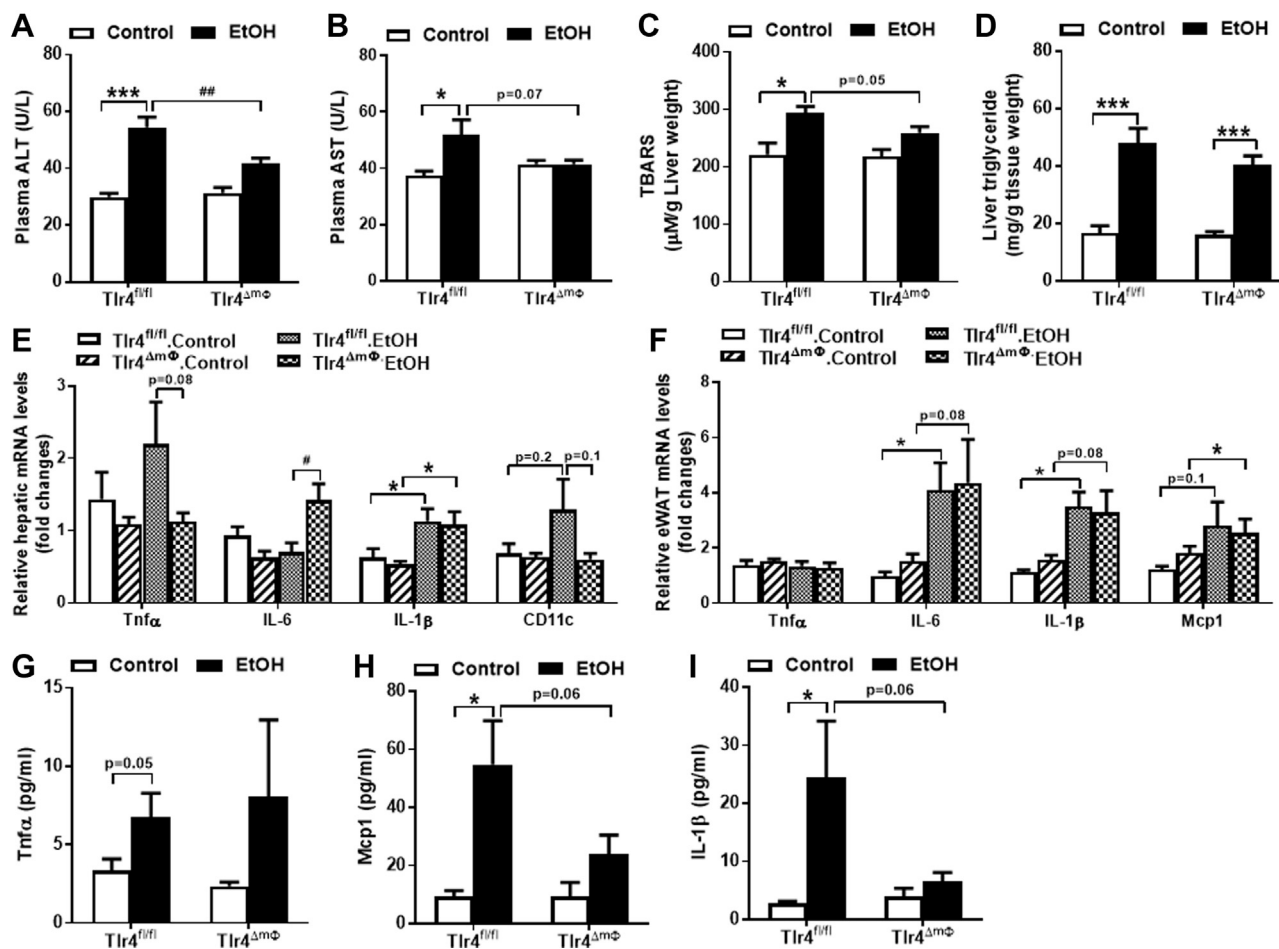 A
Control EtOH
Plasma ALT (U/L)
80
60
40
20
0
***
##
Tlr4fl/fl Tlr4ΔmΦ
B
Control EtOH
Plasma AST (U/L)
80
60
40
20
0
*
p=0.07
Tlr4fl/fl Tlr4ΔmΦ
C
Control EtOH
TBARS
(μM/g Liver weight)
400
300
200
100
0
*
p=0.05
Tlr4fl/fl Tlr4ΔmΦ
D
Control EtOH
Liver triglyceride
(mg/g tissue weight)
80
60
40
20
0
***
***
Tlr4fl/fl Tlr4ΔmΦ
E
Tlr4fl/fl.Control Tlr4fl/fl.EtOH
Tlr4ΔmΦ.Control Tlr4ΔmΦ.EtOH
Relative hepatic mRNA levels
(fold changes)
3
2
1
0
p=0.08
#
*
*
p=0.2
p=0.1
Tnfα IL-6 IL-1β CD11c
F
Tlr4fl/fl.Control Tlr4fl/fl.EtOH
Tlr4ΔmΦ.Control Tlr4ΔmΦ.EtOH
Relative eWAT mRNA levels
(fold changes)
8
6
4
2
0
*
p=0.08
*
p=0.08
p=0.1
*
Tnfα IL-6 IL-1β Mcp1
G
Control EtOH
Tnfα (pg/ml)
15
10
5
0
p=0.05
Tlr4fl/fl Tlr4ΔmΦ
H
Control EtOH
Mcp1 (pg/ml)
80
60
40
20
0
*
p=0.06
Tlr4fl/fl Tlr4ΔmΦ
I
Control EtOH
IL-1β (pg/ml)
40
30
20
10
0
*
p=0.06
Tlr4fl/fl Tlr4ΔmΦ